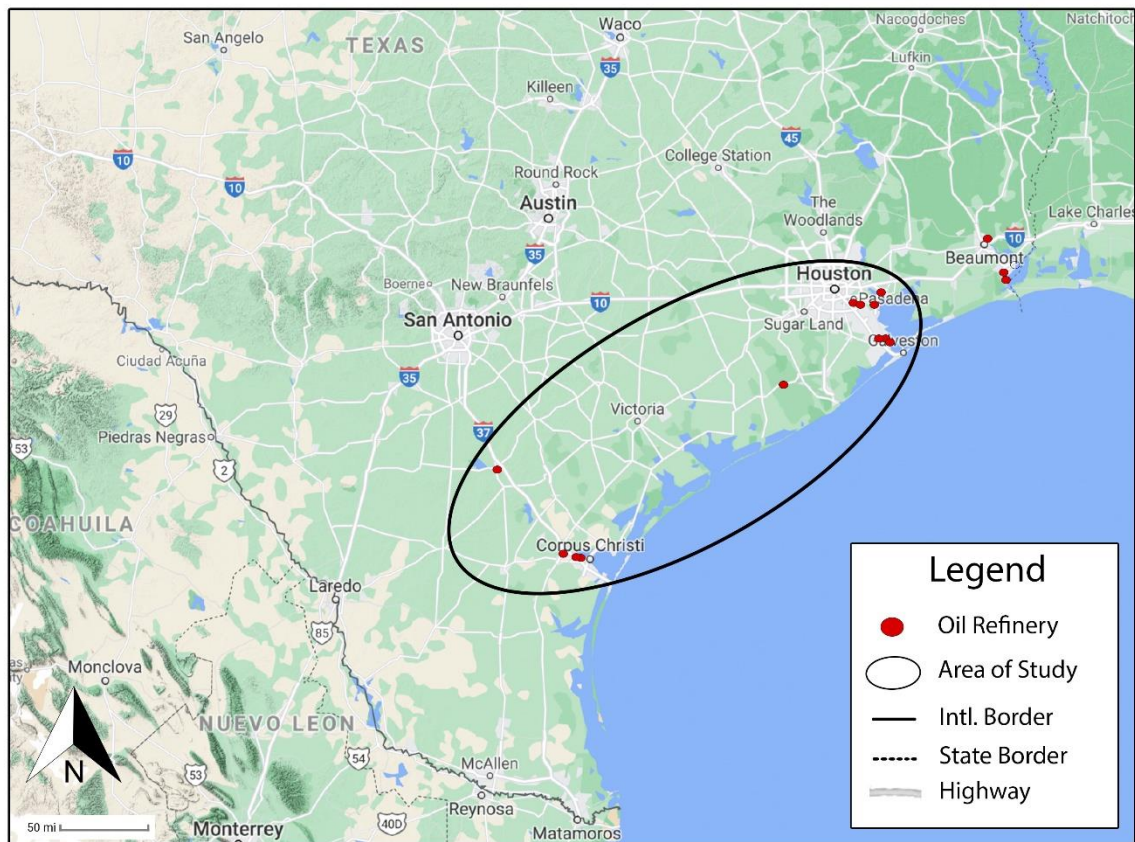 Waco
Nacogdoches
Natchitoch
San Angelo
TEXAS
35
Lufkin
Killeen
45
10
College Station
10
Round Rock
The
Woodlands
Austin
Lake Charles
10
Beaumont
35
Houston
Boerne
New Braunfels
10
Pasadena
San Antonio
Sugar Land
Galveston
Ciudad Acuña
35
29
Victoria
Piedras Negras
37
53
2
COAHUILA
Corpus Christi
Laredo
85
Monclova
NUEVO LEON
54
53
McAllen
Reynosa
40D
Matamoros
Monterrey
N
50 mi
Legend
Oil Refinery
Area of Study
Intl. Border
State Border
Highway